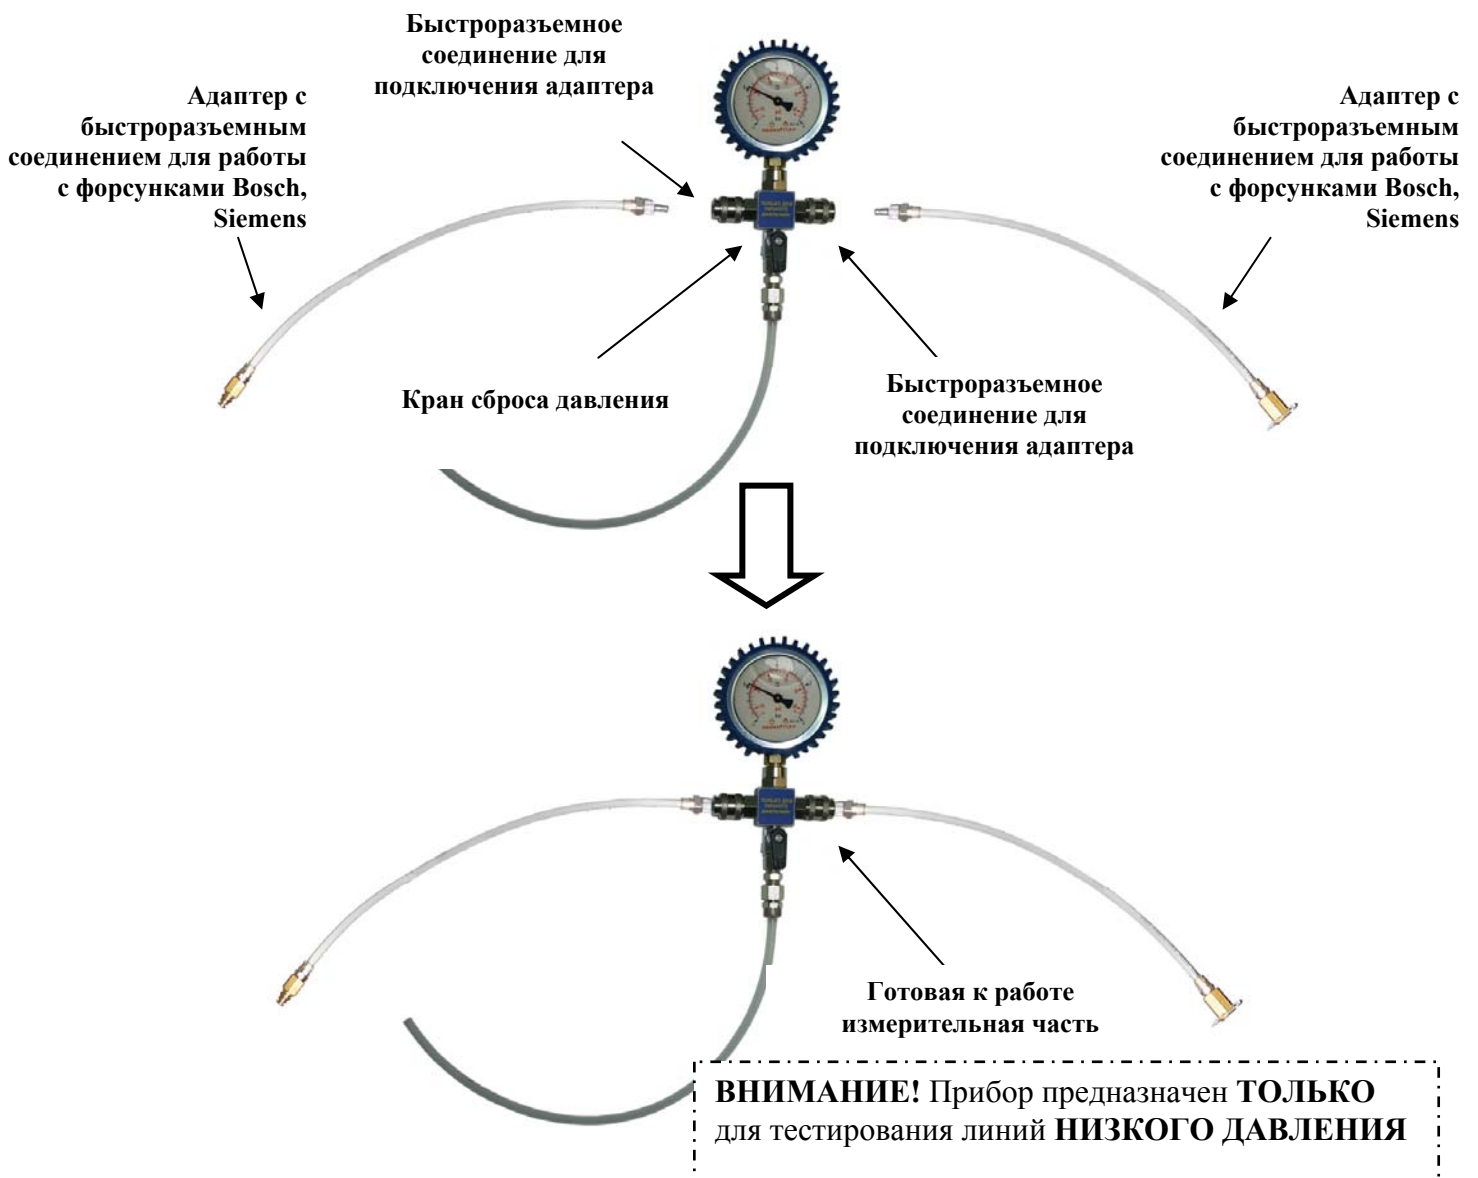 Быстроразъемное
соединение для
подключения адаптера
Адаптер с
быстроразъемным
соединением для работы
с форсунками Bosch,
Siemens
Адаптер с
быстроразъемным
соединением для работы
с форсунками Bosch,
Siemens
Кран сброса давления
Быстроразъемное
соединение для
подключения адаптера
Готовая к работе
измерительная часть
ВНИМАНИЕ! Прибор предназначен ТОЛЬКО
для тестирования линий НИЗКОГО ДАВЛЕНИЯ